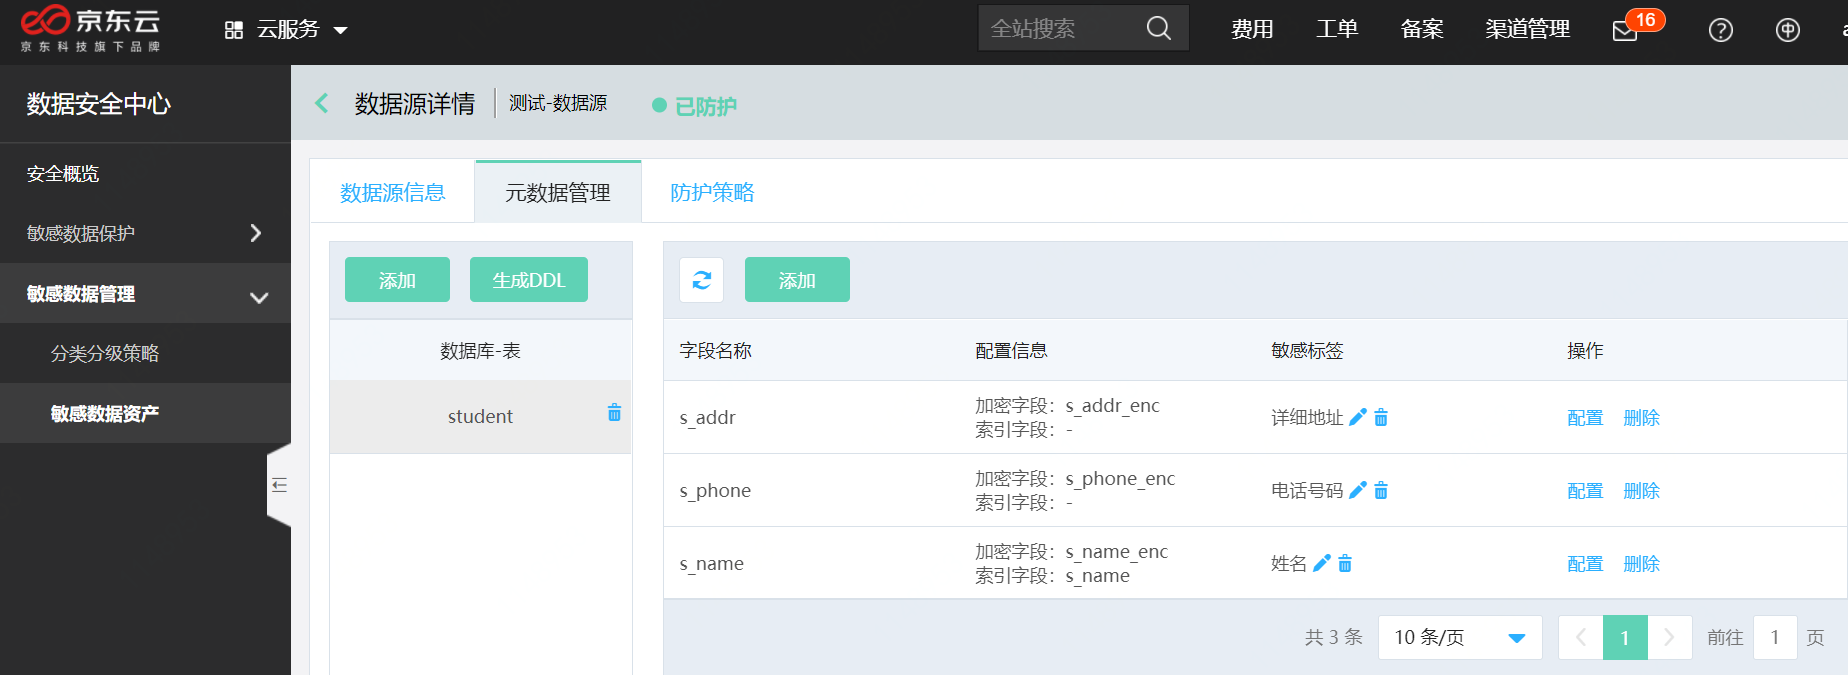 京东云
京东科技旗下品牌
云服务
全站搜索
费用
工单
备案
渠道管理
16
数据安全中心
安全概览
敏感数据保护
敏感数据管理
分类分级策略
敏感数据资产
数据源详情
测试-数据源
已防护
数据源信息
元数据管理
防护策略
添加
生成DDL
添加
数据库-表
student
字段名称
配置信息
敏感标签
操作
s_addr
加密字段：s_addr_enc
索引字段：-
详细地址
配置
删除
s_phone
加密字段：s_phone_enc
索引字段：-
电话号码
配置
删除
s_name
加密字段：s_name_enc
索引字段：s_name
姓名
配置
删除
共 3 条
10 条/页
1
前往
1
页